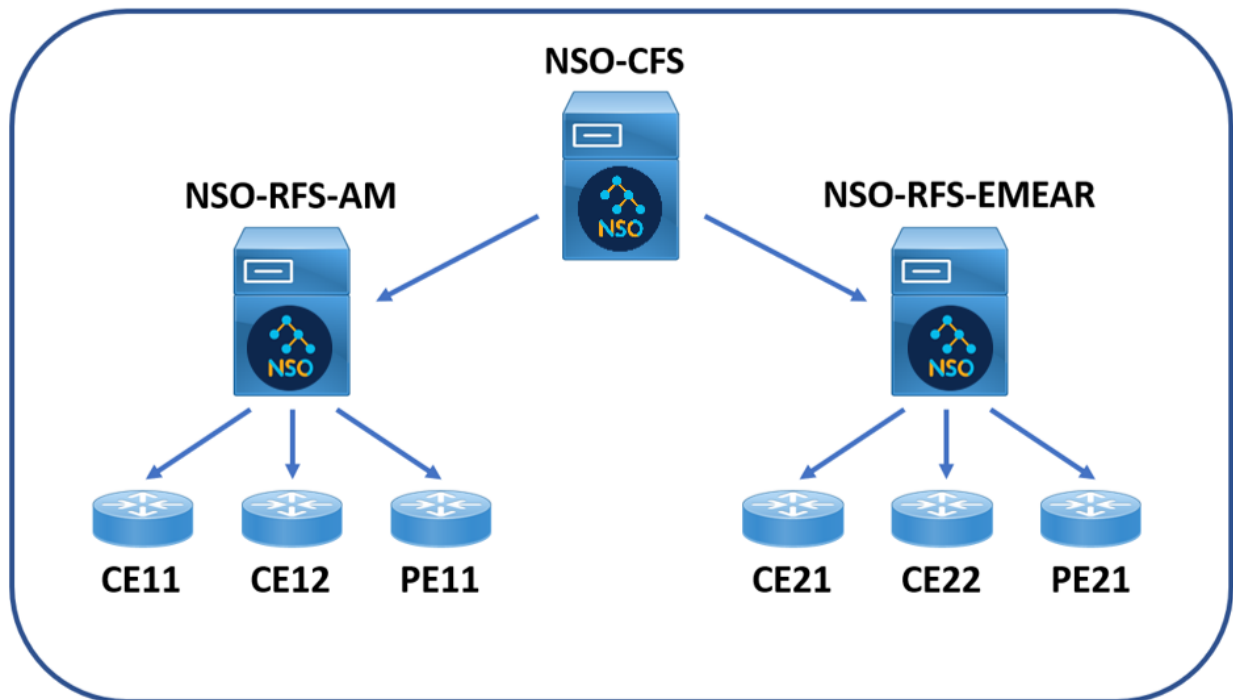 NSO-CFS
NSO
NSO-RFS-AM
NSO-RFS-EMEAR
NSO
NSO
CE11
CE12
PE11
CE21
CE22
PE21